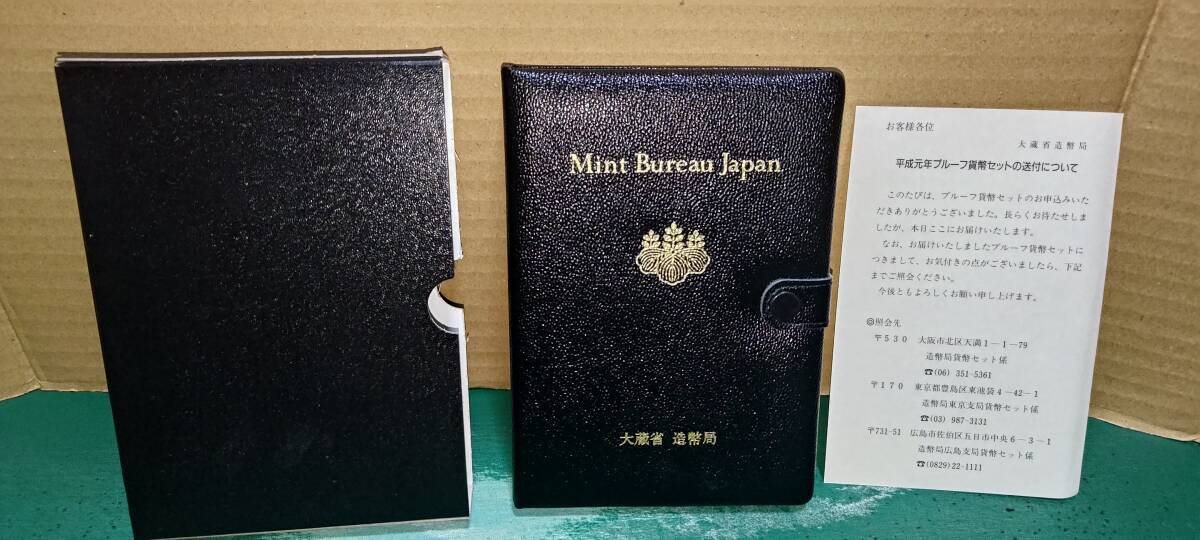 Mint Bureau Japan
大蔵省 造幣局
お客様各位
大蔵省造幣局
平成元年プルーフ貨幣セットの送付について
このたびは、プルーフ貨幣セットのお申込みいた
だきありがとうございました。長らくお待たせしま
したが、本日ここにお届けいたします。
なお、お届けいたしましたプルーフ貨幣セットに
つきまして、お気付きの点がございましたら、下記
までご照会ください。
今後ともよろしくお願い申し上げます。
◎照会先
〒530 大阪市北区天満1―1―79
造幣局貨幣セット係
☎(06) 351-5361
〒170 東京都豊島区東池袋4―42―1
造幣局東京支局貨幣セット係
☎(03) 987-3131
〒731-51 広島市佐伯区五日市中央6―3―1
造幣局広島支局貨幣セット係
☎(0829)22-1111